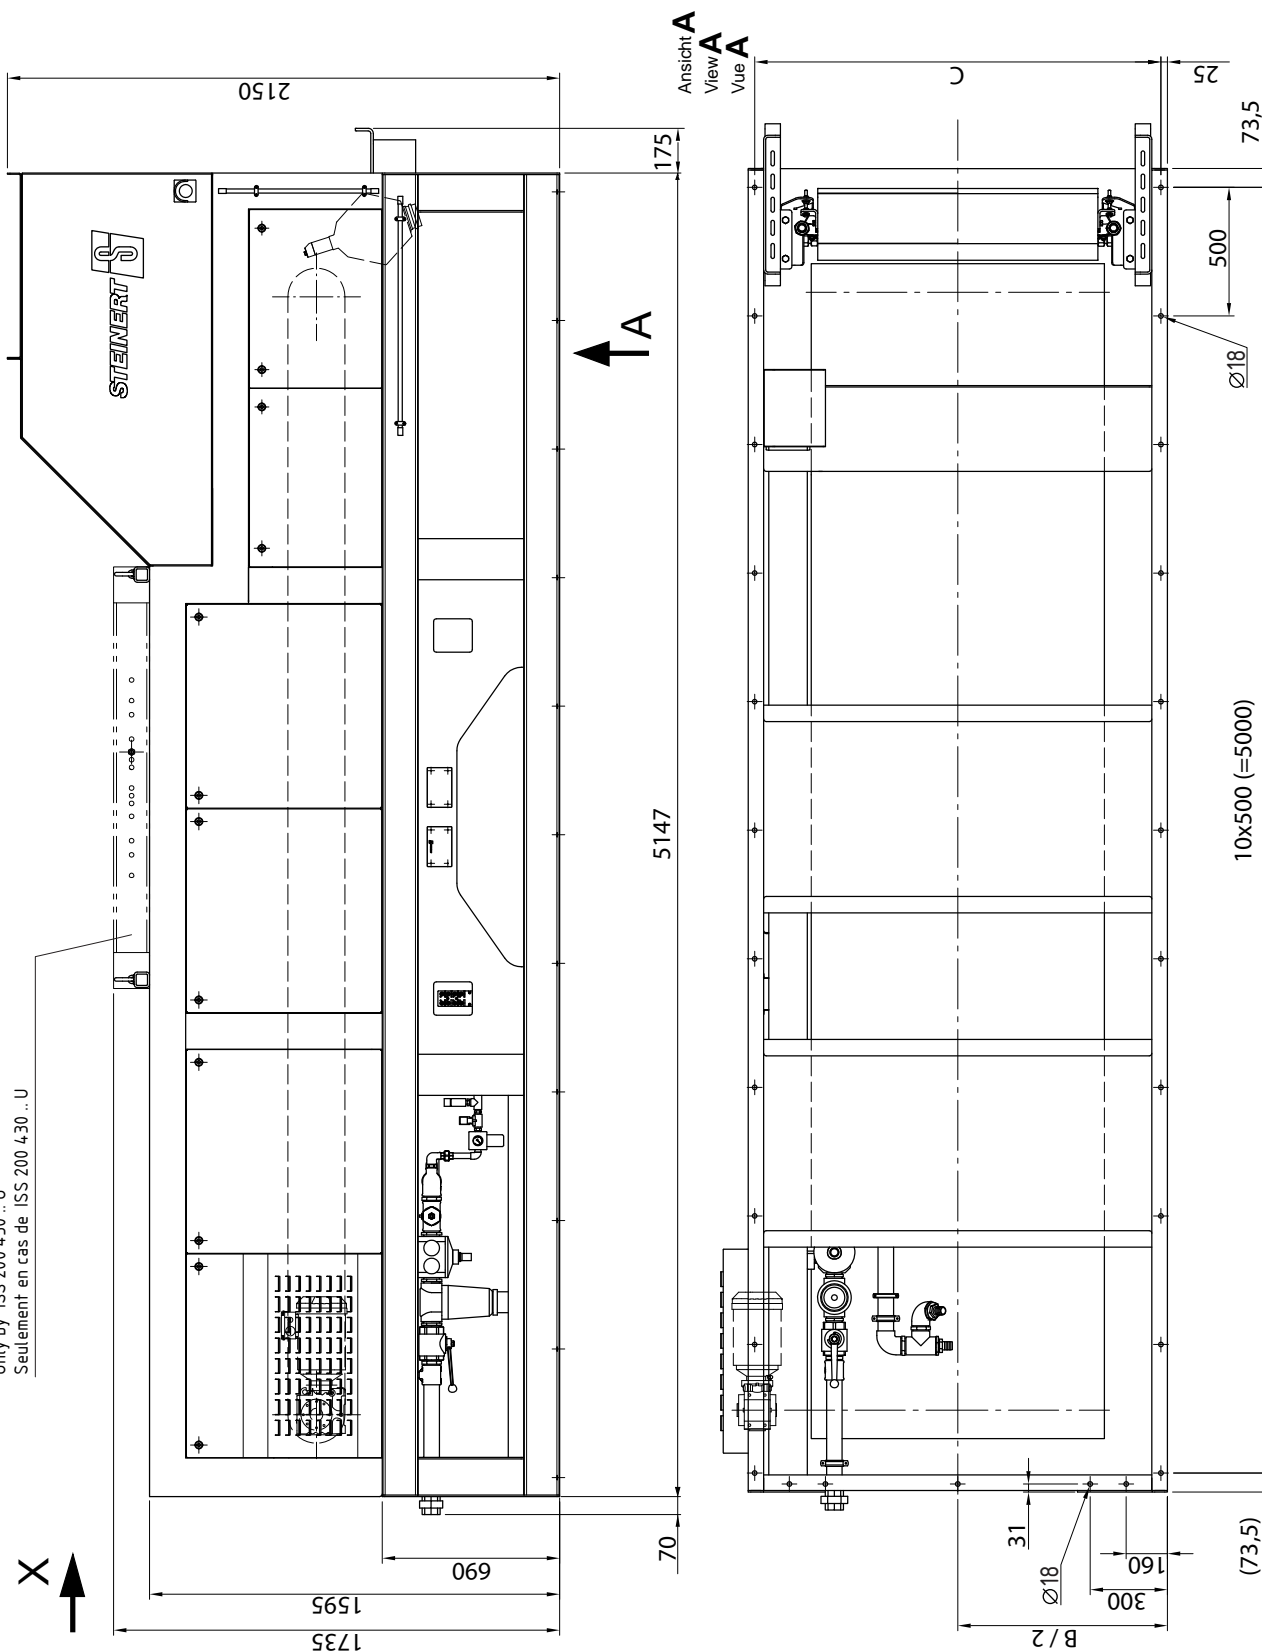 Only by ISS 200 430 .. U
Seulement en cas de ISS 200 430 .. U
X
STEINERT
2150
175
5147
70
690
1595
1735
A
Ansicht A
View A
Vue A
C
25
73,5
500
Ø18
10x500 (=5000)
31
Ø18
160
300
B / 2
(73,5)